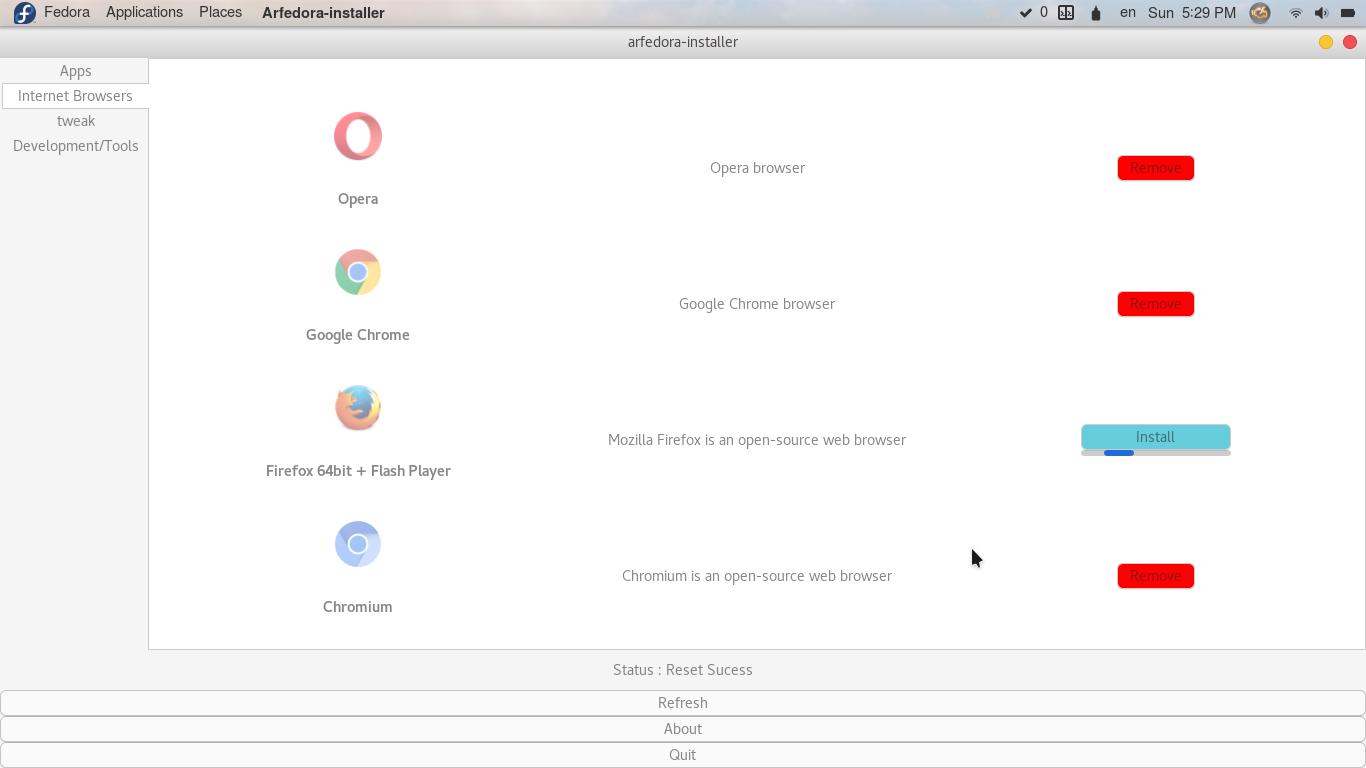 Fedora Applications Places Arfedora-installer 0 en Sun 5:29 PM
arfedora-installer
Apps
Internet Browsers
tweak
Development/Tools
Opera
Opera browser
Remove
Google Chrome
Google Chrome browser
Remove
Firefox 64bit + Flash Player
Mozilla Firefox is an open-source web browser
Install
Chromium
Chromium is an open-source web browser
Remove
Status : Reset Sucess
Refresh
About
Quit